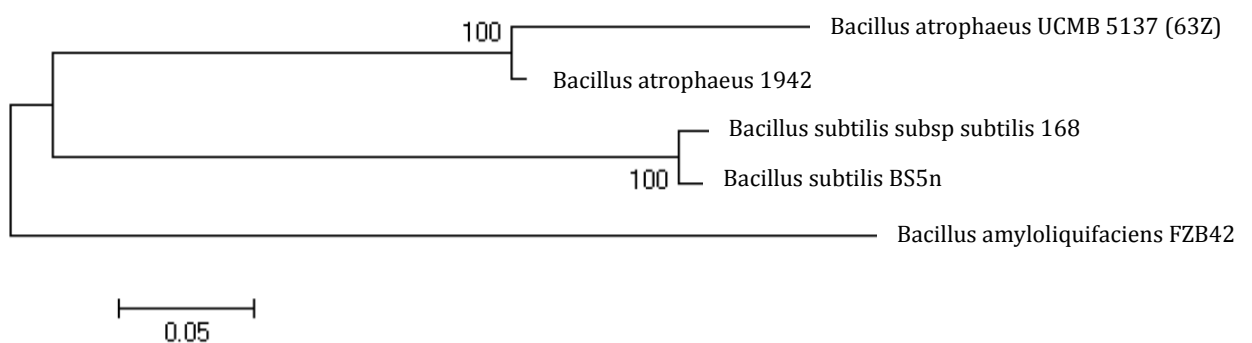 100
Bacillus atrophaeus UCMB 5137 (63Z)
Bacillus atrophaeus 1942
Bacillus subtilis subsp subtilis 168
100
Bacillus subtilis BS5n
Bacillus amyloliquifaciens FZB42
0.05